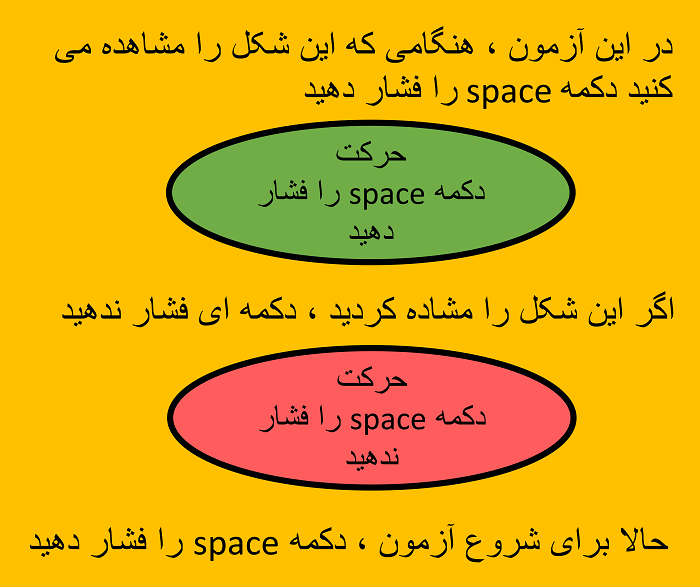 در این آزمون ، هنگامی که این شکل را مشاهده می
کنید دکمه space را فشار دهید
حرکت
دکمه space را فشار
دهید
اگر این شکل را مشاده کردید ، دکمه ای فشار ندهید
حرکت
دکمه space را فشار
ندهید
حالا برای شروع آزمون ، دکمه space را فشار دهید